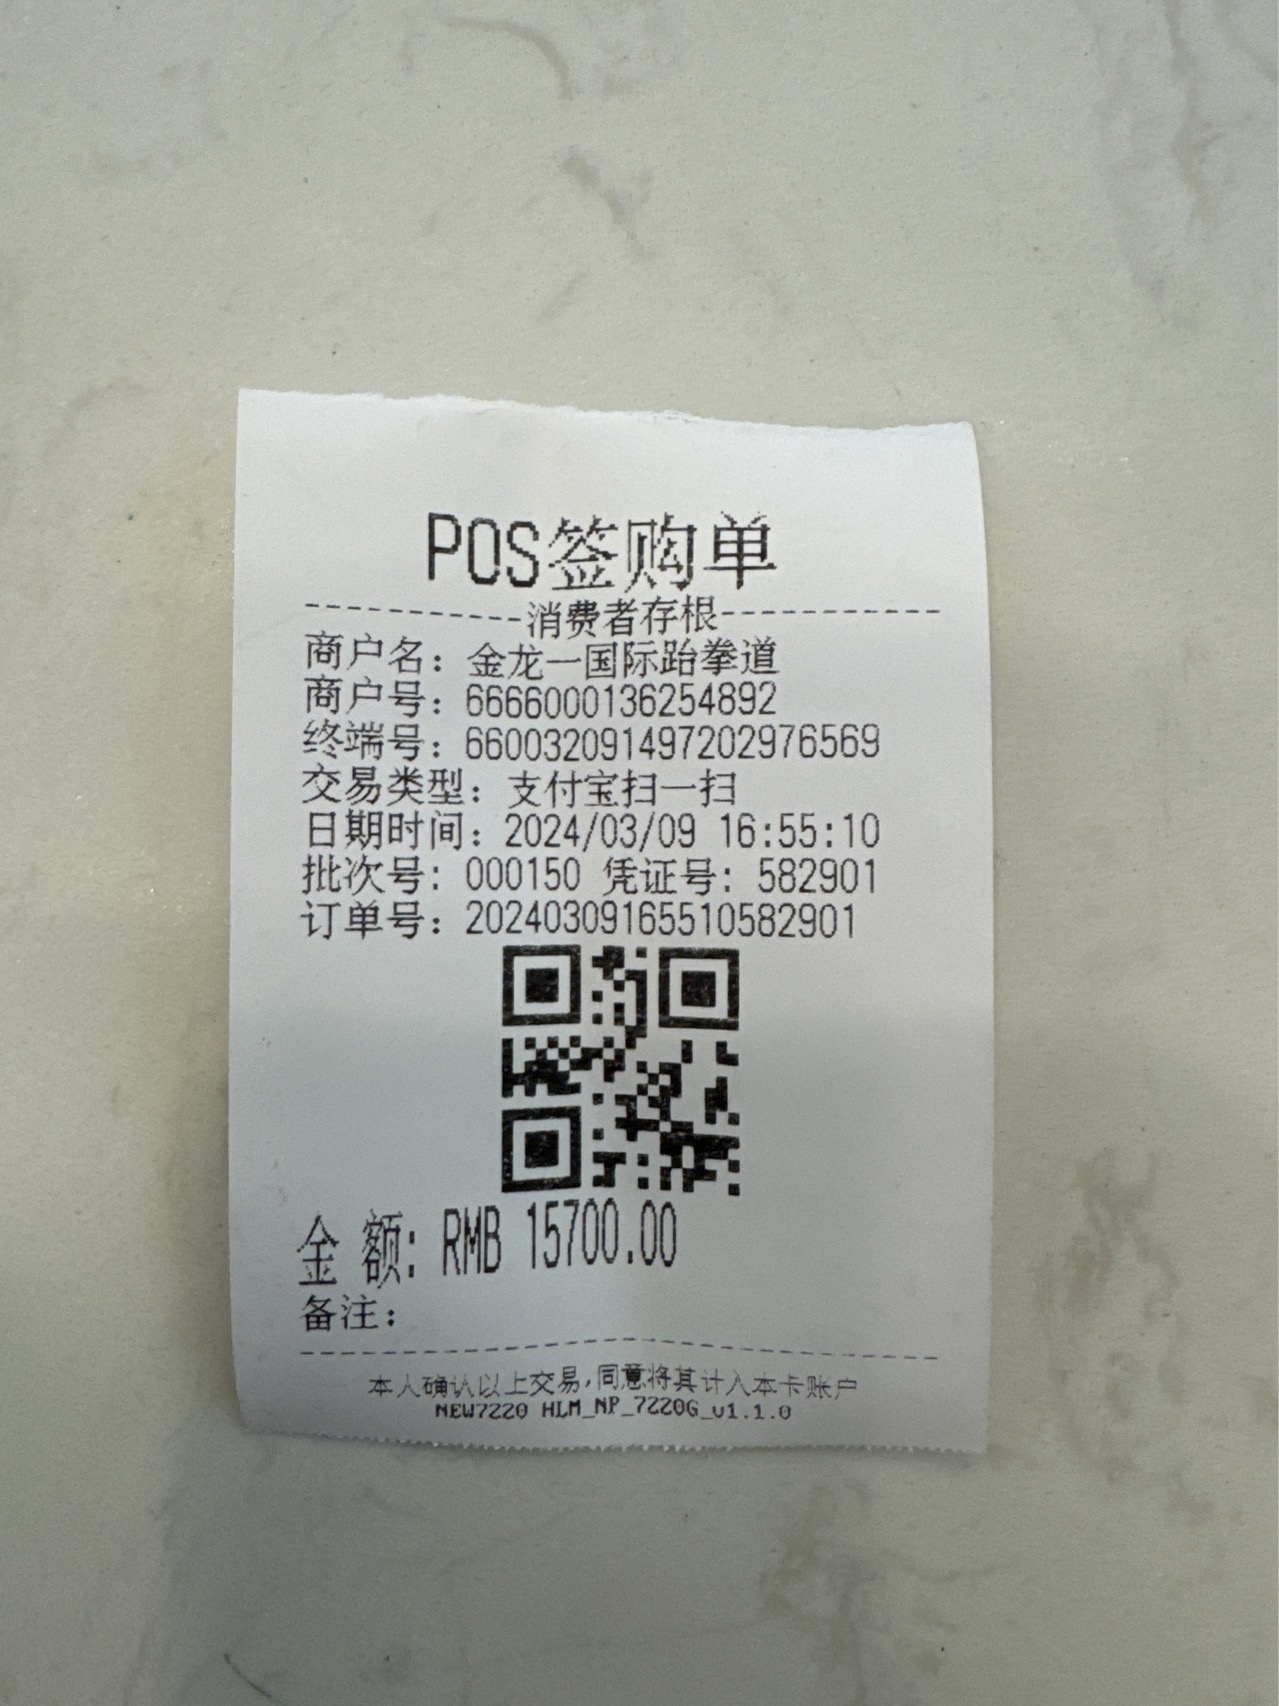 POS签购单
-----------消费者存根-----------
商户名：金龙一国际跆拳道
商户号：6666000136254892
终端号：660032091497202976569
交易类型：支付宝扫一扫
日期时间：2024/03/09 16:55:10
批次号：000150 凭证号：582901
订单号：20240309165510582901
金 额：RMB 15700.00
备注：
本人确认以上交易,同意将其计入本卡账户
NEW7220 HLM_NP_7220G_v1.1.0